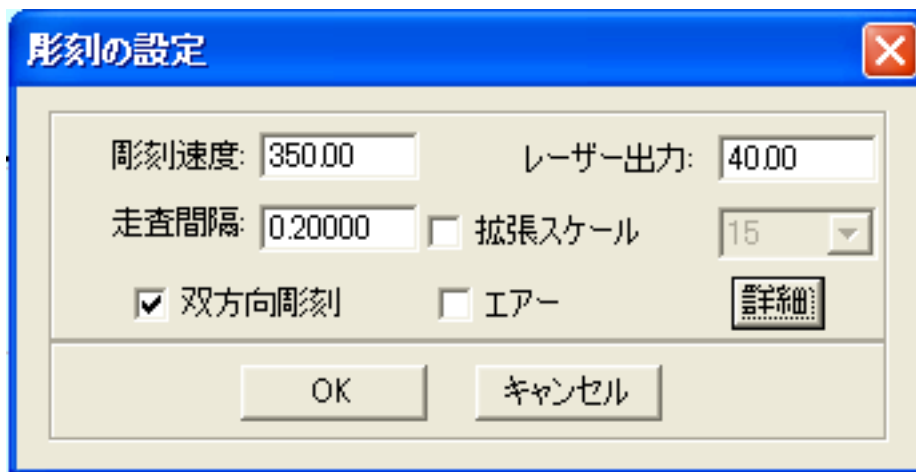 彫刻の設定
彫刻速度: 350.00 レーザー出力: 40.00
走査間隔: 0.20000 拡張スケール 15
双方向彫刻 エアー 詳細
OK キャンセル